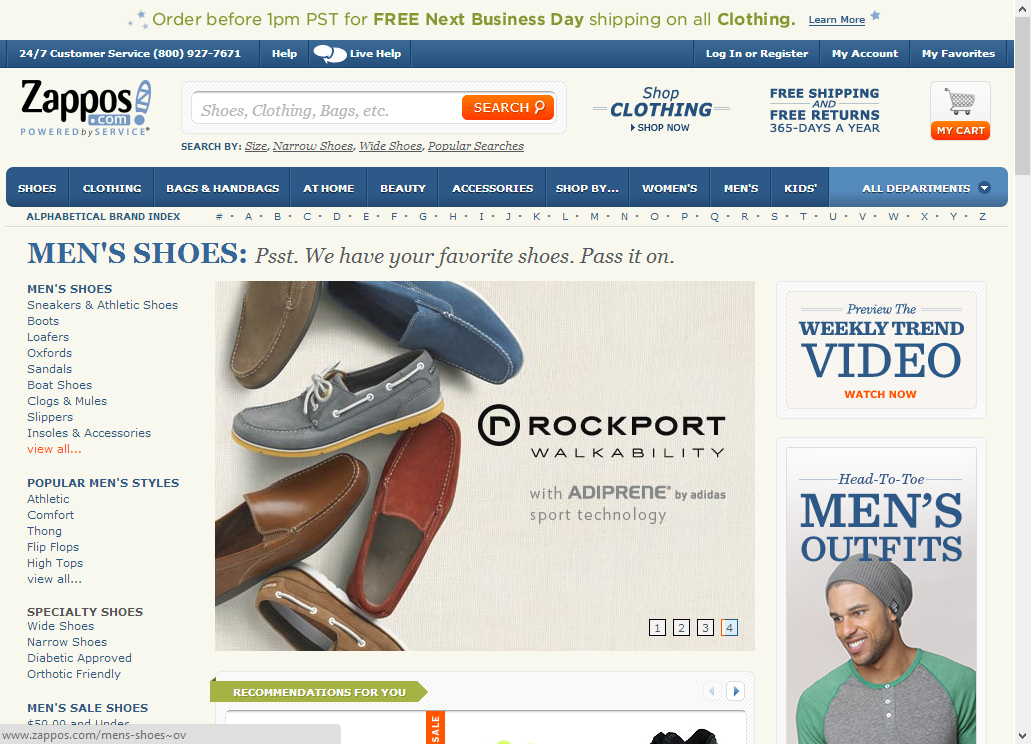 Order before 1pm PST for FREE Next Business Day shipping on all Clothing. Learn More
24/7 Customer Service (800) 927-7671 Help Live Help Log In or Register My Account My Favorites
Zappos
.com
POWERED by SERVICE®
Shoes, Clothing, Bags, etc. SEARCH
SEARCH BY: Size, Narrow Shoes, Wide Shoes, Popular Searches
Shop
CLOTHING
SHOP NOW
FREE SHIPPING
AND
FREE RETURNS
365-DAYS A YEAR
MY CART
SHOES CLOTHING BAGS & HANDBAGS AT HOME BEAUTY ACCESSORIES SHOP BY... WOMEN'S MEN'S KIDS' ALL DEPARTMENTS
ALPHABETICAL BRAND INDEX # • A • B • C • D • E • F • G • H • I • J • K • L • M • N • O • P • Q • R • S • T • U • V • W • X • Y • Z
MEN'S SHOES: Psst. We have your favorite shoes. Pass it on.
MEN'S SHOES
Sneakers & Athletic Shoes
Boots
Loafers
Oxfords
Sandals
Boat Shoes
Clogs & Mules
Slippers
Insoles & Accessories
view all...
POPULAR MEN'S STYLES
Athletic
Comfort
Thong
Flip Flops
High Tops
view all...
SPECIALTY SHOES
Wide Shoes
Narrow Shoes
Diabetic Approved
Orthotic Friendly
MEN'S SALE SHOES
$50.00 and Under
www.zappos.com/mens-shoes~ov
ROCKPORT
WALKABILITY
with ADIPRENE® by adidas
sport technology
1 2 3 4
RECOMMENDATIONS FOR YOU
SALE
Preview The
WEEKLY TREND
VIDEO
WATCH NOW
Head-To-Toe
MEN'S
OUTFITS